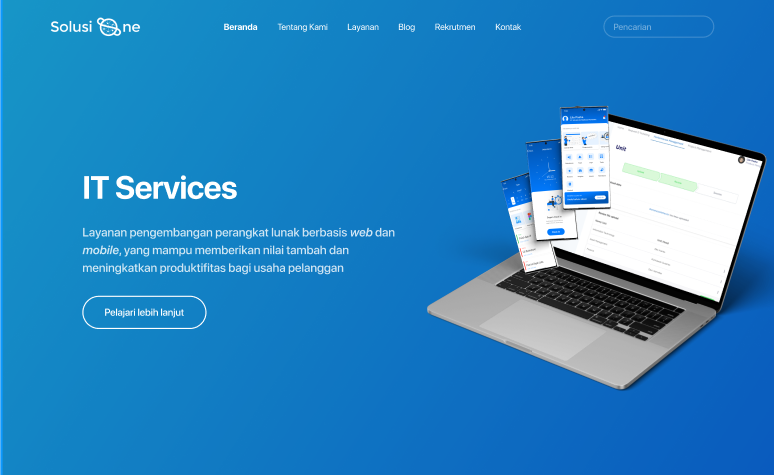 Solusi One
Beranda
Tentang Kami
Layanan
Blog
Rekrutmen
Kontak
Pencarian
IT Services
Layanan pengembangan perangkat lunak berbasis web dan
mobile, yang mampu memberikan nilai tambah dan
meningkatkan produktifitas bagi usaha pelanggan
Pelajari lebih lanjut
Unit